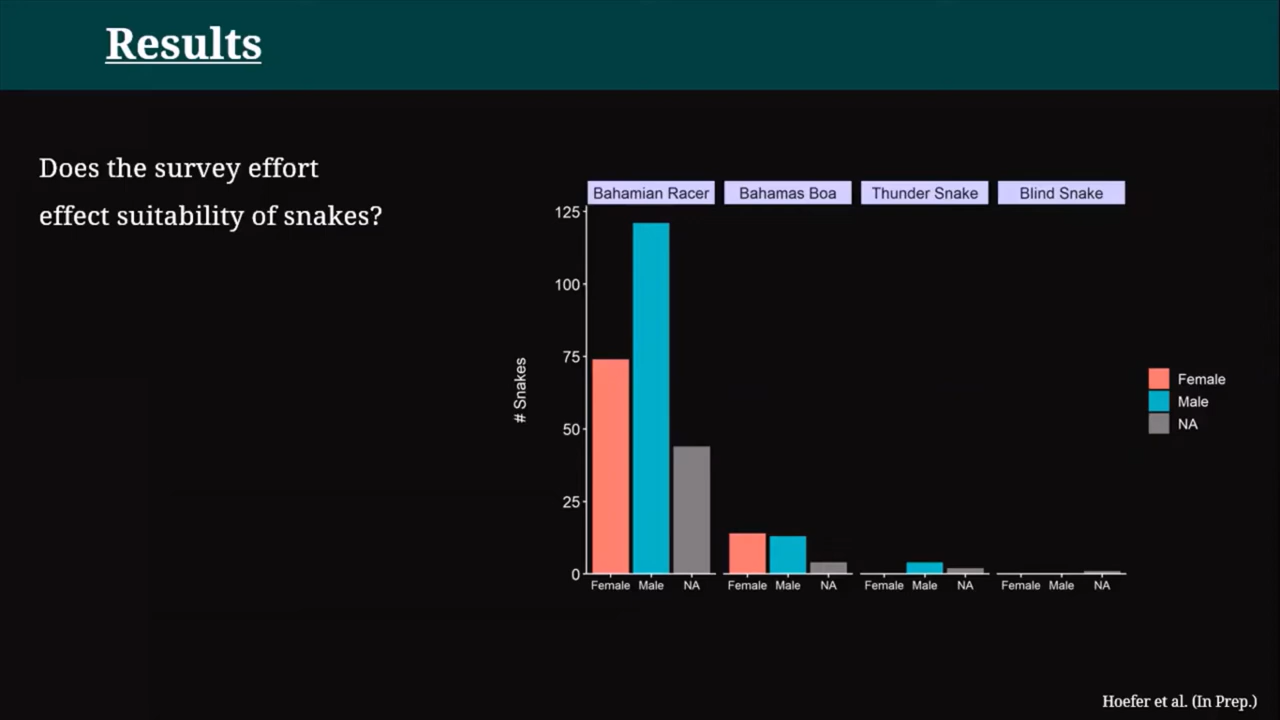 Results
Does the survey effort
effect suitability of snakes?
Bahamian Racer Bahamas Boa Thunder Snake Blind Snake
125
100
75
50
25
0
# Snakes
Female Male NA Female Male NA Female Male NA Female Male NA
Female
Male
NA
Hoefer et al. (In Prep.)